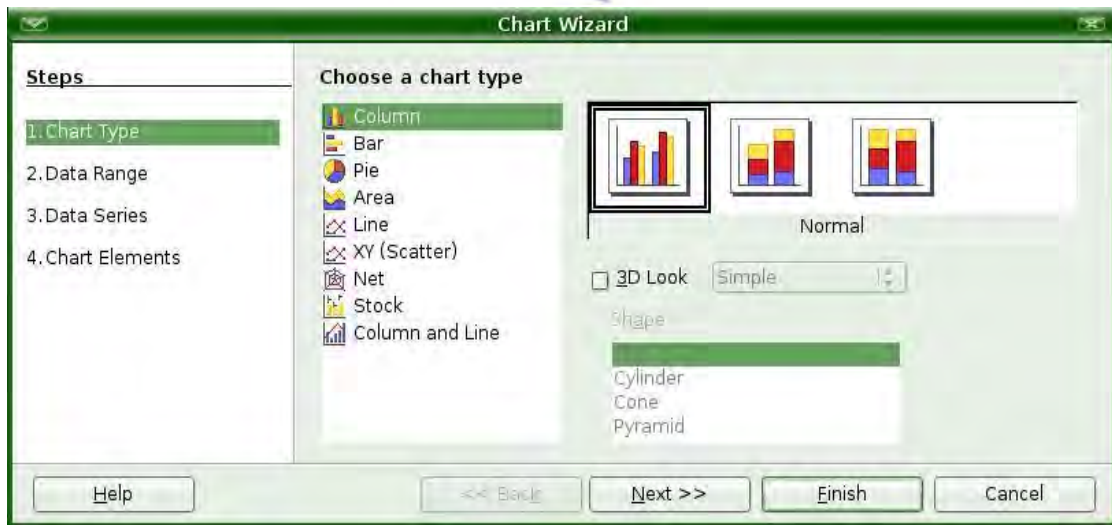 Chart Wizard
Steps
1.Chart Type
2.Data Range
3.Data Series
4.Chart Elements
Choose a chart type
Column
Bar
Pie
Area
Line
XY (Scatter)
Net
Stock
Column and Line
Normal
3D Look Simple
Shape
Cylinder
Cone
Pyramid
Help << Back Next >> Finish Cancel